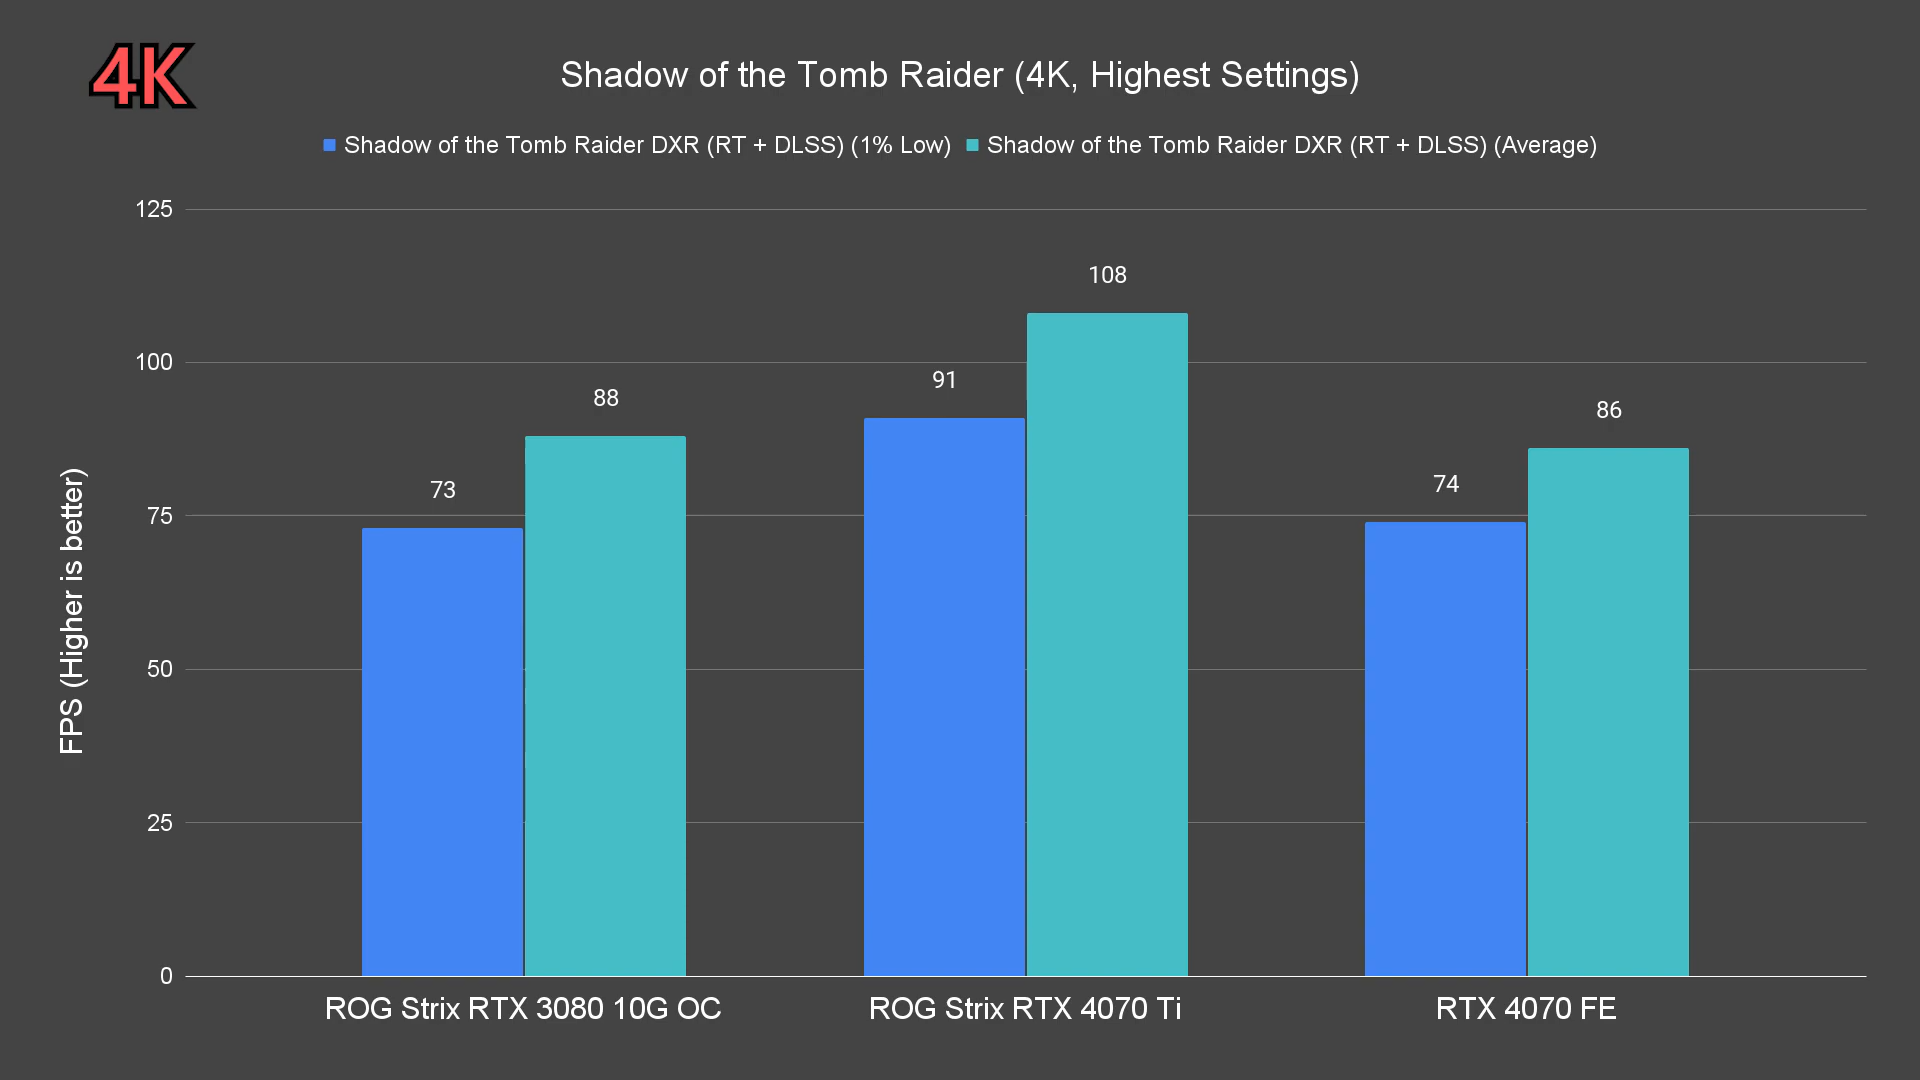 4K
Shadow of the Tomb Raider (4K, Highest Settings)
Shadow of the Tomb Raider DXR (RT + DLSS) (1% Low)
Shadow of the Tomb Raider DXR (RT + DLSS) (Average)
FPS (Higher is better)
125
100
75
50
25
0
73
88
91
108
74
86
ROG Strix RTX 3080 10G OC
ROG Strix RTX 4070 Ti
RTX 4070 FE